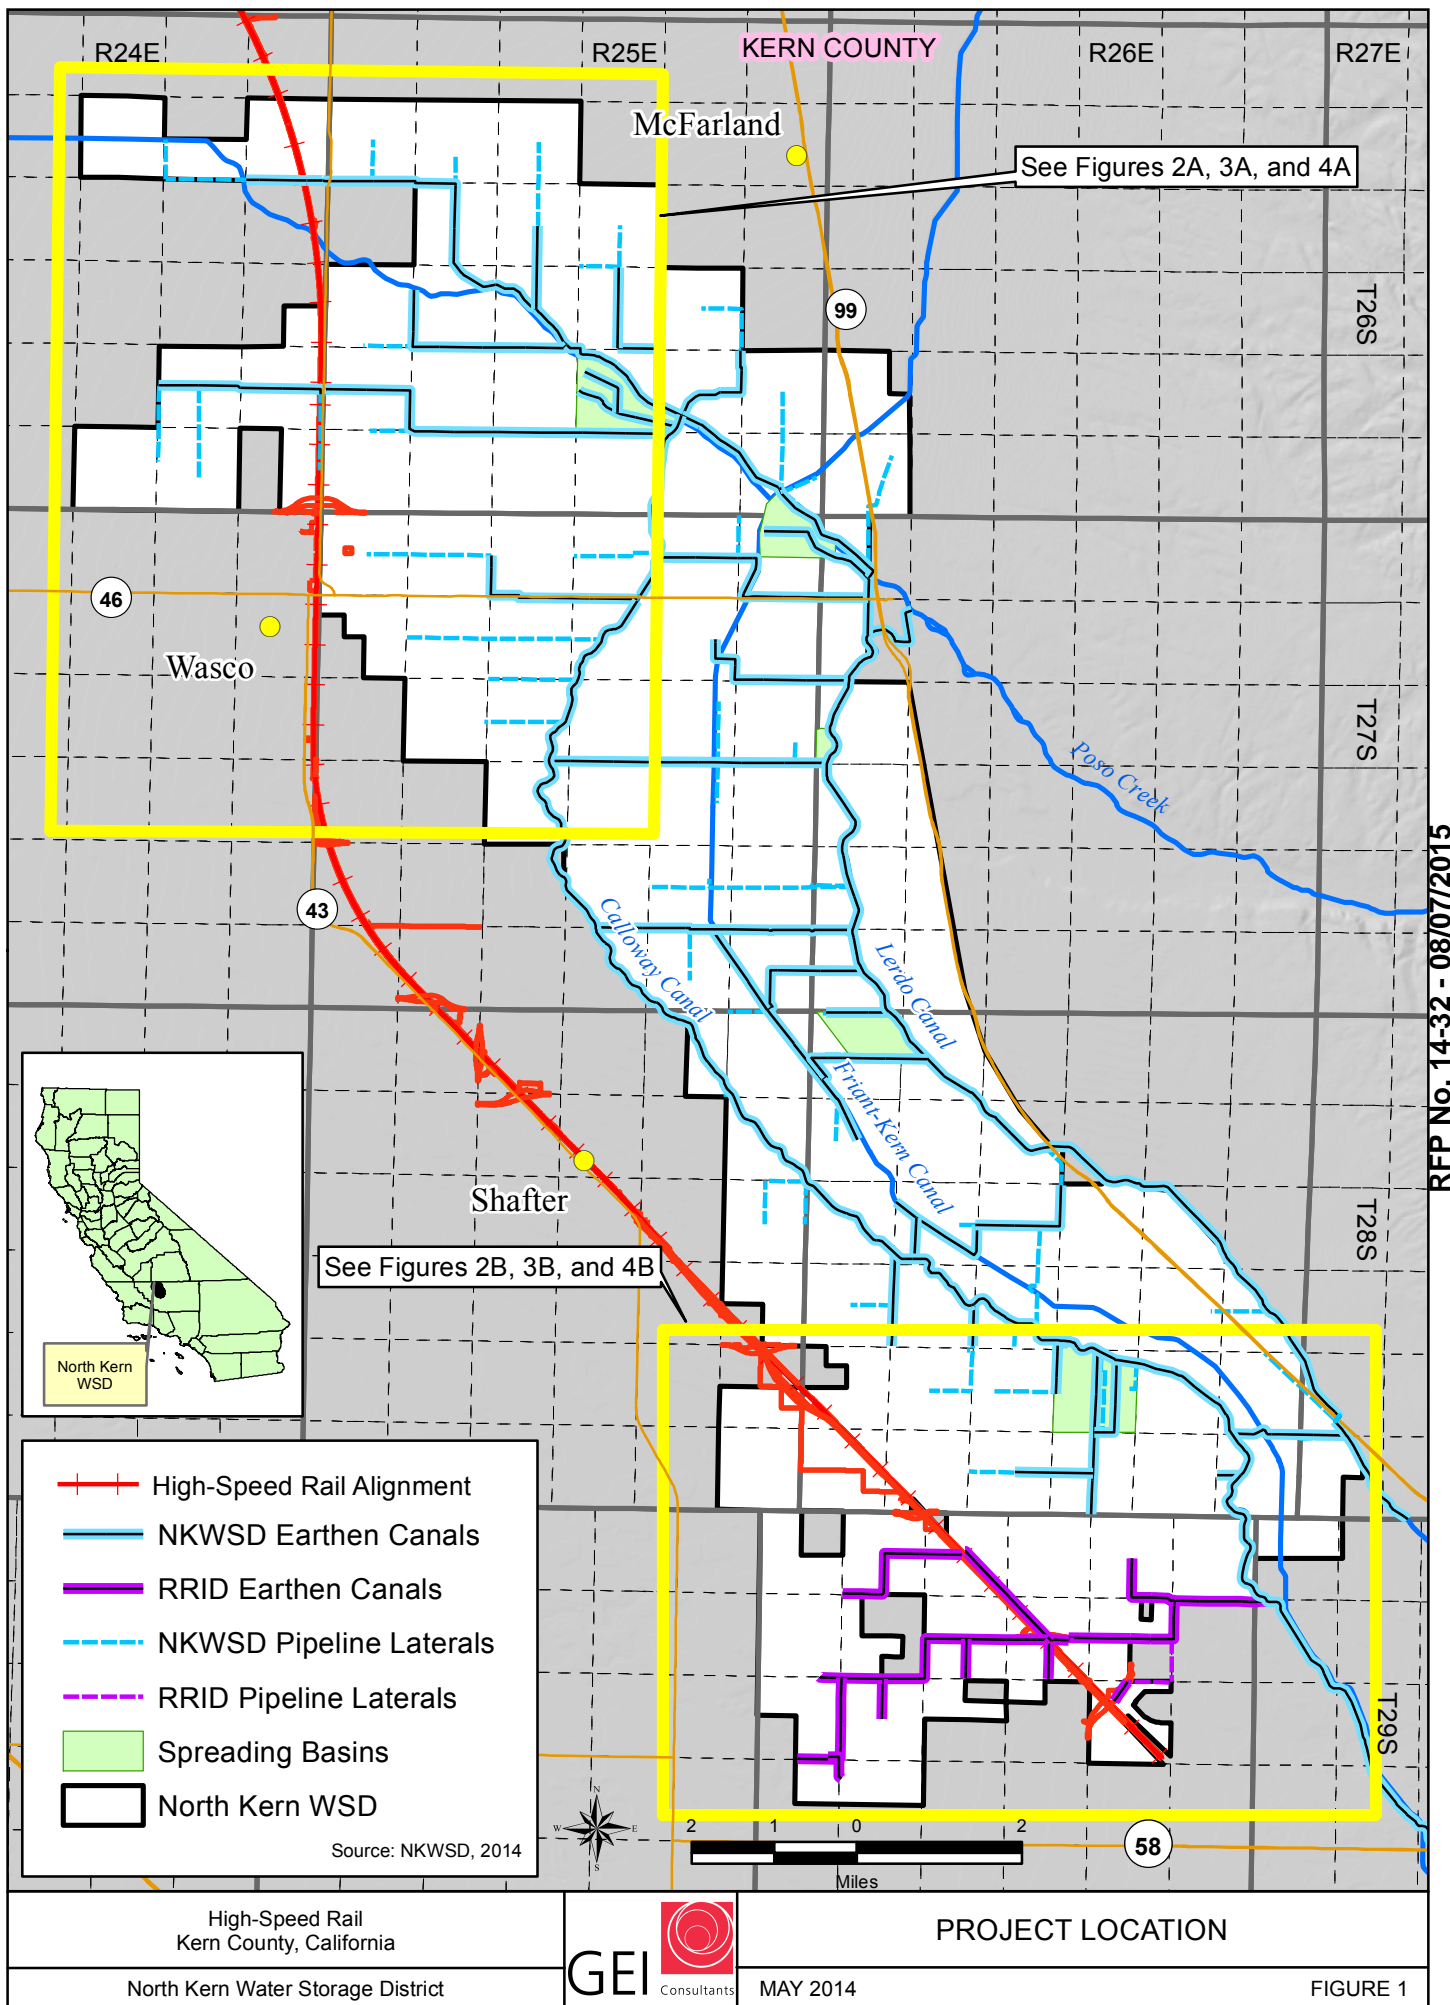 R24E
R25E
KERN COUNTY
R26E
R27E
McFarland
See Figures 2A, 3A, and 4A
T26S
99
46
Wasco
T27S
Poso Creek
43
Calloway Canal
Lerdo Canal
Friant-Kern Canal
RFP No. 14-32 - 08/07/2015
Shafter
T28S
See Figures 2B, 3B, and 4B
North Kern
WSD
High-Speed Rail Alignment
NKWSD Earthen Canals
RRID Earthen Canals
NKWSD Pipeline Laterals
RRID Pipeline Laterals
Spreading Basins
North Kern WSD
Source: NKWSD, 2014
T29S
N
W E
S
2 1 0 2
Miles
58
High-Speed Rail
Kern County, California
North Kern Water Storage District
GEI
Consultants
PROJECT LOCATION
MAY 2014
FIGURE 1